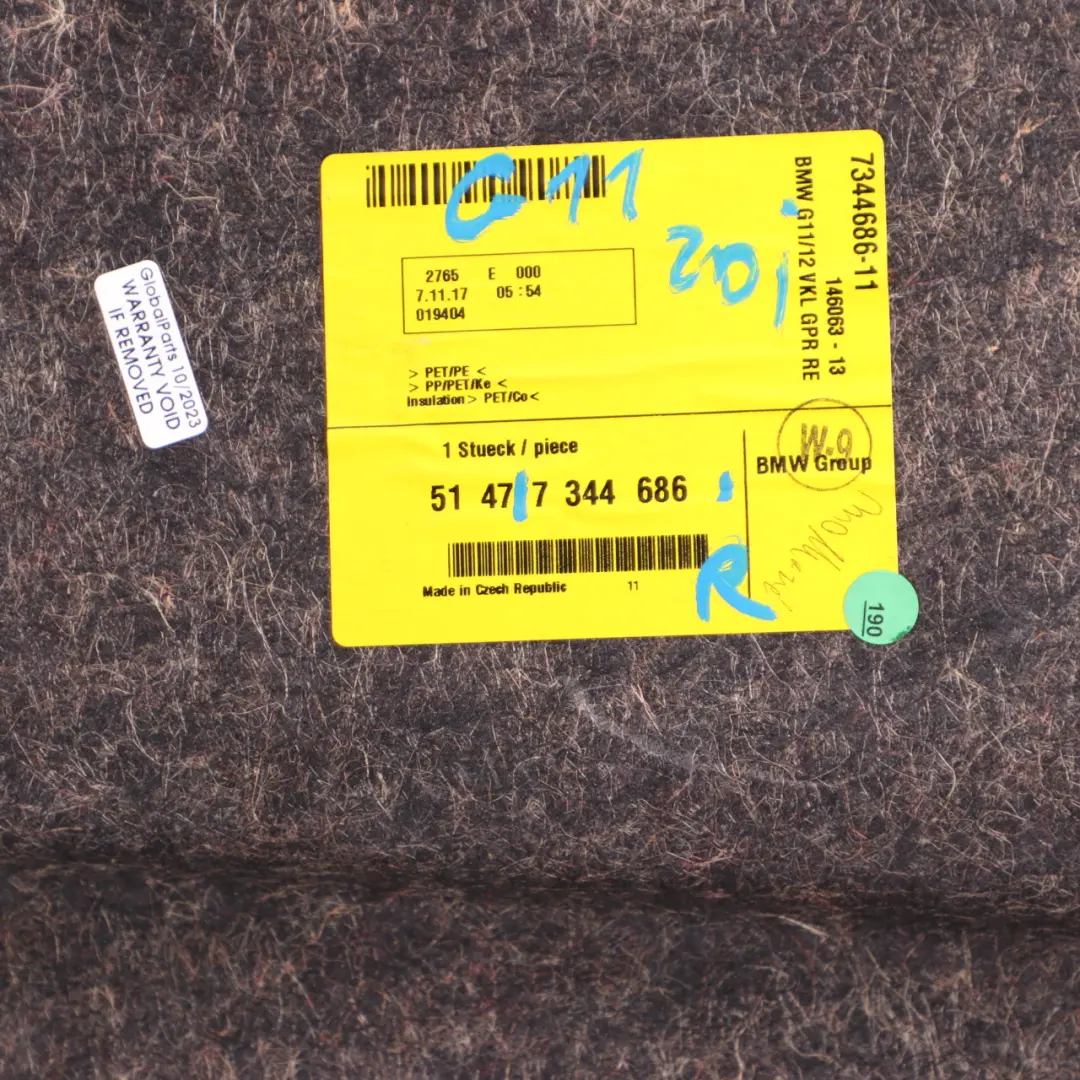 GlobalParts 10/2023
WARRANTY VOID
IF REMOVED
G11
2765 E 000
7.11.17 05:54
019404
> PET/PE <
> PP/PET/Ke <
Insulation > PET/Co <
7344686-11
146063 - 13
BMW G11/12 VKL GPR RE
1 Stueck / piece
51 47 7 344 686
Made in Czech Republic 11
R
W.9
BMW Group
190